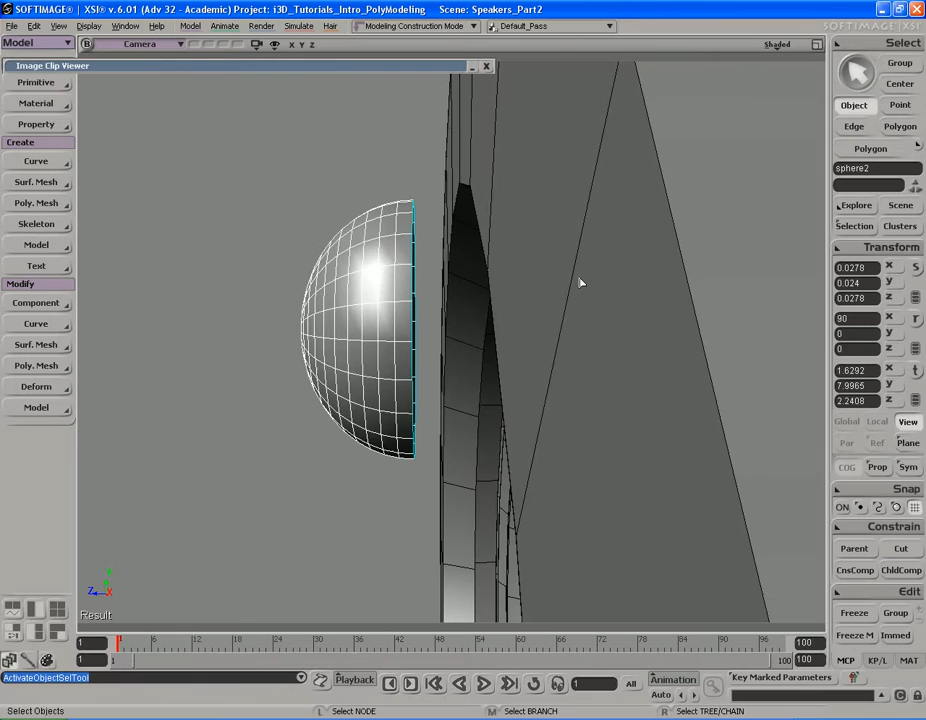 SOFTIMAGE® | XSI® v.6.01 (Adv 32 - Academic) Project: i3D_Tutorials_Intro_PolyModeling    Scene: Speakers_Part2
File Edit View Display Window Model Animate Render Simulate Hair Modeling Construction Mode Default_Pass
Model B Camera X Y Z Shaded Select
Image Clip Viewer
Primitive
Material
Property
Create
Curve
Surf. Mesh
Poly. Mesh
Skeleton
Model
Text
Modify
Component
Curve
Surf. Mesh
Poly. Mesh
Deform
Model
Group
Center
Object Point
Edge Polygon
Polygon
sphere2
Explore Scene
Selection Clusters
Transform
0.0278 x s
0.024 y
0.0278 z
90 x r
0 y
0 z
1.6292 x t
7.9965 y
2.2408 z
Global Local View
Par Ref Plane
COG Prop Sym
Snap
ON
Constrain
Parent Cut
CnsComp ChldComp
Edit
Freeze Group
Freeze M Immed
MCP KP/L MAT
Y
Z X
Result
1 1 6 12 18 24 30 36 42 48 54 60 66 72 78 84 90 96 100
1 1 100 100
ActivateObjectSelTool Playback 1 All Animation Key Marked Parameters
Auto
Select Objects L Select NODE M Select BRANCH R Select TREE/CHAIN